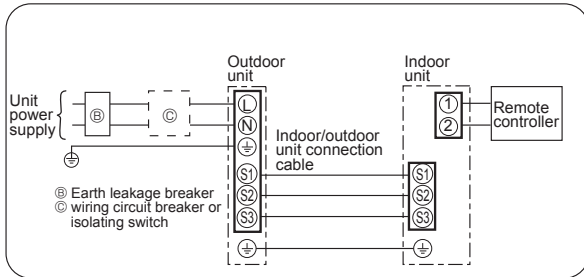 Outdoor
unit
Indoor
unit
Unit
power
supply
Ⓑ
Ⓒ
L
N
⏚
S1
S2
S3
⏚
Indoor/outdoor
unit connection
cable
1
2
Remote
controller
S1
S2
S3
⏚
Ⓑ Earth leakage breaker
Ⓒ wiring circuit breaker or
isolating switch